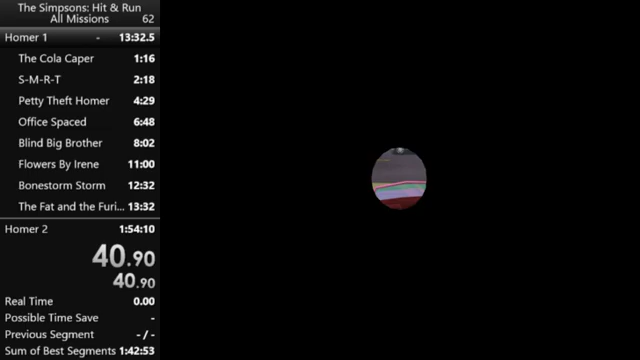 The Simpsons: Hit & Run
All Missions 62
Homer 1 - 13:32.5
The Cola Caper 1:16
S-M-R-T 2:18
Petty Theft Homer 4:29
Office Spaced 6:48
Blind Big Brother 8:02
Flowers By Irene 11:00
Bonestorm Storm 12:32
The Fat and the Furi... 13:32
Homer 2 1:54:10
40.90
40.90
Real Time 0.00
Possible Time Save -
Previous Segment - / -
Sum of Best Segments 1:42:53